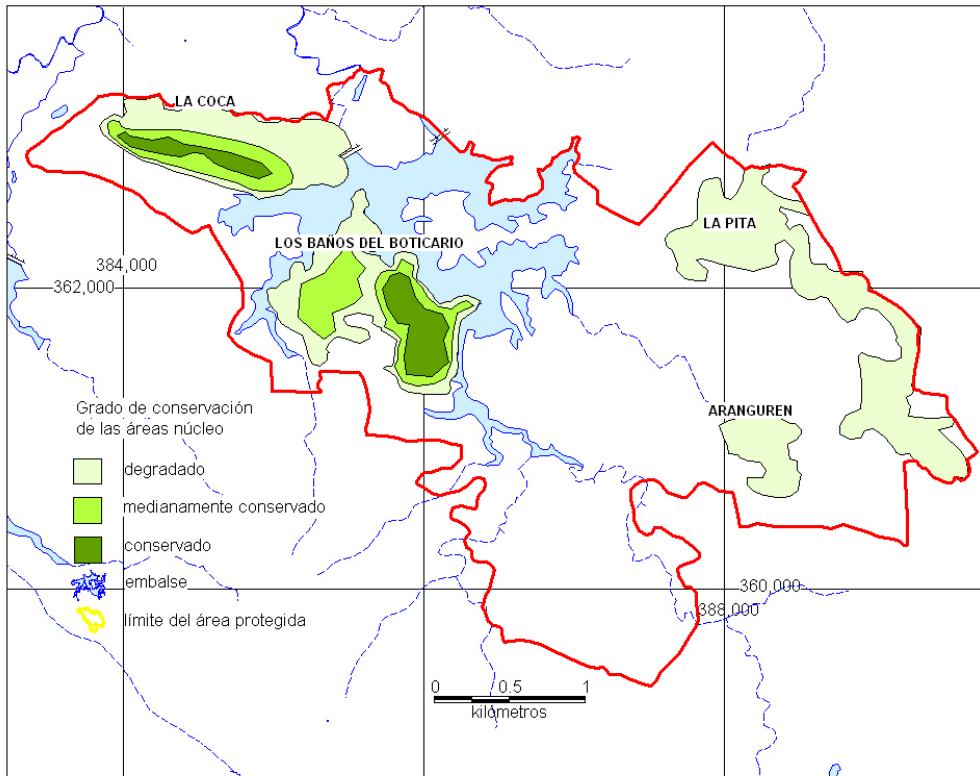 LA COCA
LA PITA
LOS BAÑOS DEL BOTICARIO
384,000
362,000
ARANGUREN
Grado de conservación
de las áreas núcleo
degradado
medianamente conservado
conservado
embalse
límite del área protegida
360,000
388,000
0 0.5 1
kilómetros